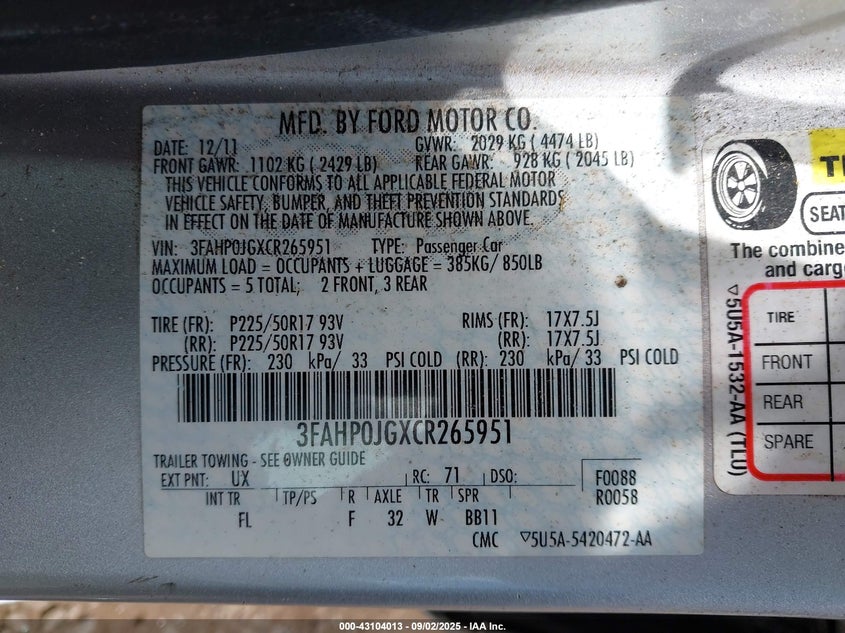 MFD. BY FORD MOTOR CO.
DATE: 12/11 GVWR: 2029 KG ( 4474 LB)
FRONT GAWR: 1102 KG ( 2429 LB) REAR GAWR: 928 KG ( 2045 LB)
THIS VEHICLE CONFORMS TO ALL APPLICABLE FEDERAL MOTOR
VEHICLE SAFETY, BUMPER, AND THEFT PREVENTION STANDARDS
IN EFFECT ON THE DATE OF MANUFACTURE SHOWN ABOVE.
VIN: 3FAHP0JGXCR265951 TYPE: Passenger Car
MAXIMUM LOAD = OCCUPANTS + LUGGAGE = 385KG/ 850LB
OCCUPANTS = 5 TOTAL; 2 FRONT, 3 REAR
TIRE (FR): P225/50R17 93V RIMS (FR): 17X7.5J
(RR): P225/50R17 93V (RR): 17X7.5J
PRESSURE (FR): 230 kPa/ 33 PSI COLD (RR): 230 kPa/ 33 PSI COLD
3FAHP0JGXCR265951
TRAILER TOWING - SEE OWNER GUIDE
EXT PNT: UX RC: 71 DSO: F0088
R0058
INT TR TP/PS R AXLE TR SPR
FL F 32 W BB11
CMC ▽5U5A-5420472-AA
SEAT
The combine
and carg
TIRE
FRONT
REAR
SPARE
▽5U5A-1532-AA (TLU)
000-43104013 - 09/02/2025 - IAA Inc.